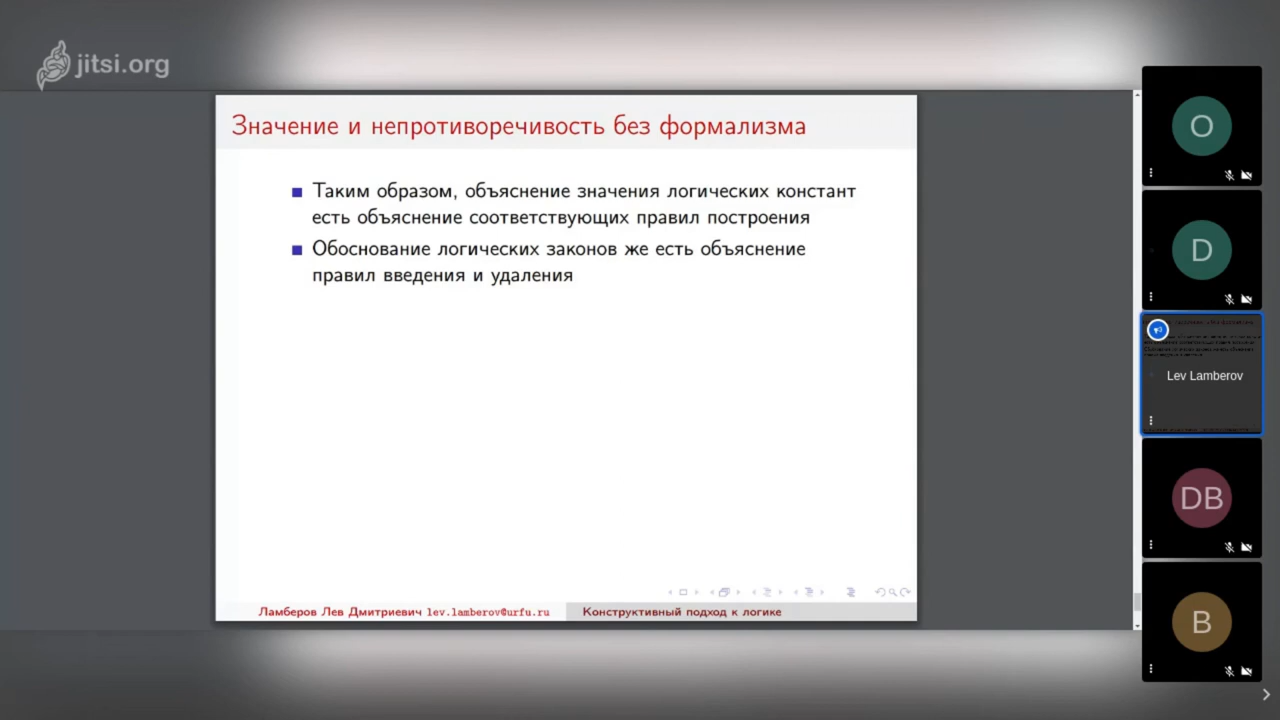 jitsi.org
Значение и непротиворечивость без формализма
Таким образом, объяснение значения логических констант
есть объяснение соответствующих правил построения
Обоснование логических законов же есть объяснение
правил введения и удаления
Ламберов Лев Дмитриевич lev.lamberov@urfu.ru
Конструктивный подход к логике
O
D
Lev Lamberov
DB
B